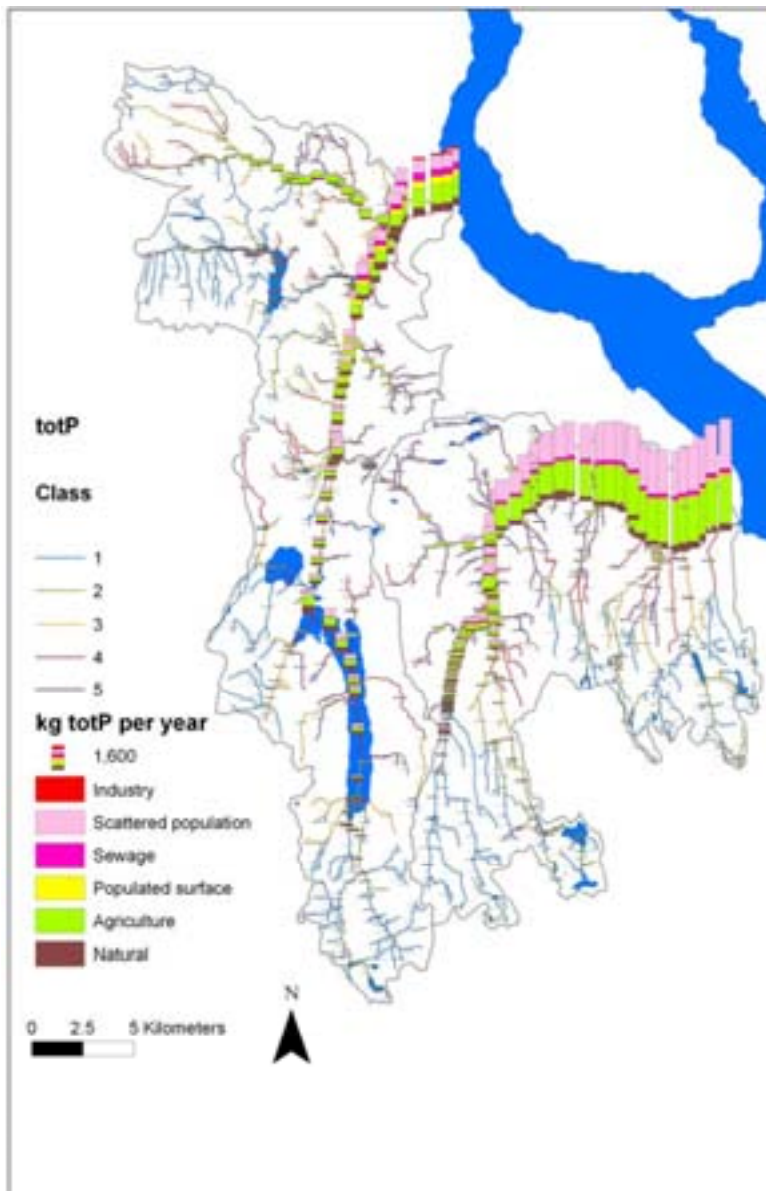 totP
Class
1
2
3
4
5
kg totP per year
1.600
Industry
Scattered population
Sewage
Populated surface
Agriculture
Natural
N
0 2.5 5 Kilometers